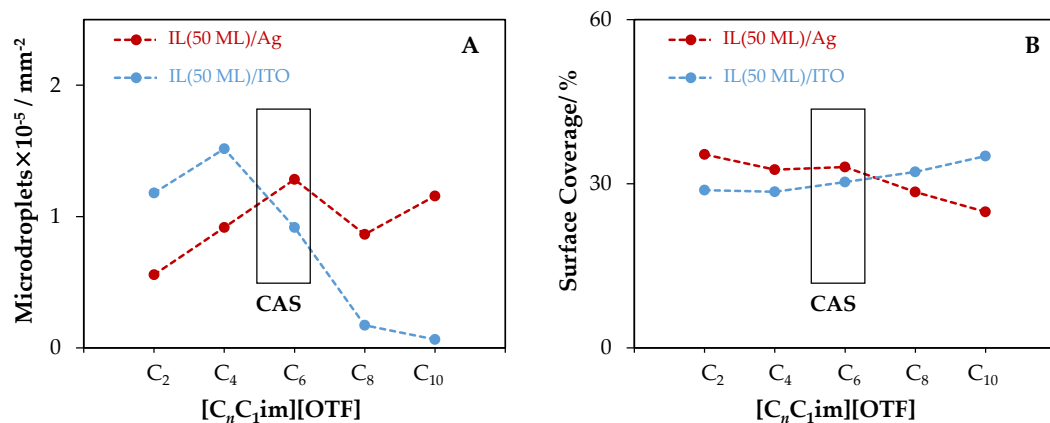 A
IL(50 ML)/Ag
IL(50 ML)/ITO
Microdroplets×10⁻⁵ / mm⁻²
2
1
0
CAS
C₂ C₄ C₆ C₈ C₁₀
[CₙC₁im][OTF]
B
IL(50 ML)/Ag
IL(50 ML)/ITO
Surface Coverage/ %
60
30
0
CAS
C₂ C₄ C₆ C₈ C₁₀
[CₙC₁im][OTF]